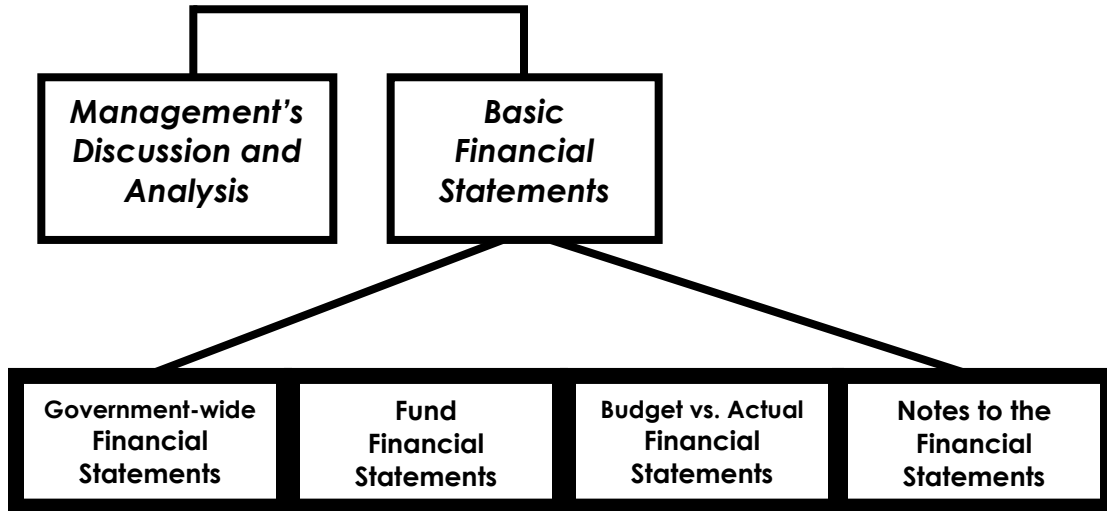 Management’s
Discussion and
Analysis
Basic
Financial
Statements
Government-wide
Financial
Statements
Fund
Financial
Statements
Budget vs. Actual
Financial
Statements
Notes to the
Financial
Statements